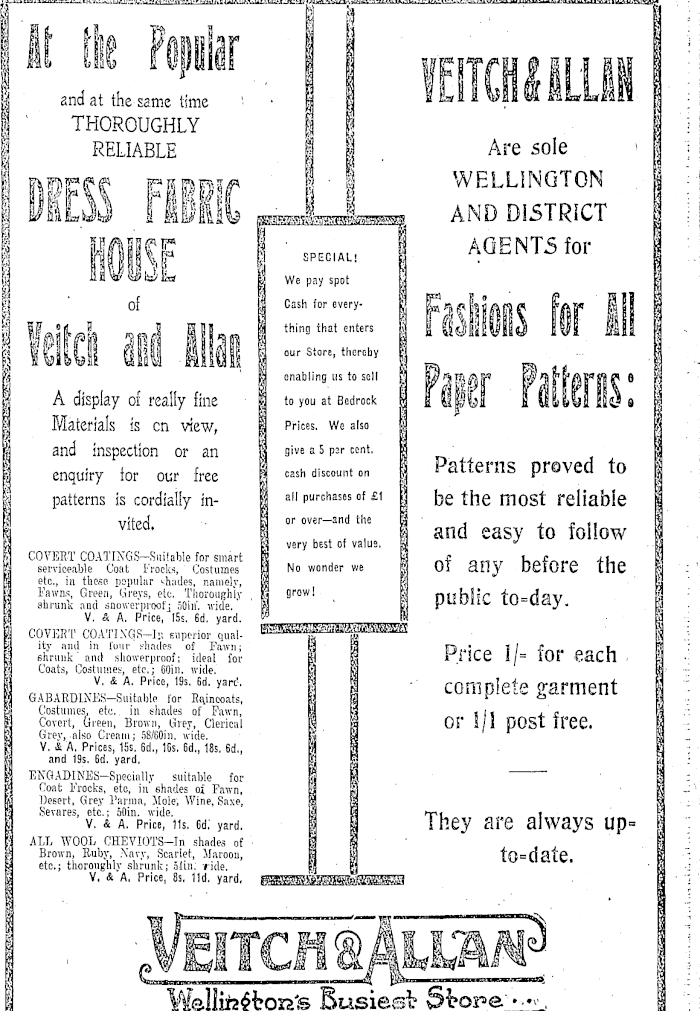 At the Popular
and at the same time
THOROUGHLY
RELIABLE
DRESS FABRIC
HOUSE
of
Veitch and Allan
A display of really fine
Materials is on view,
and inspection or an
enquiry for our free
patterns is cordially in-
vited.
COVERT COATINGS—Suitable for smart
serviceable Coat Frocks, Costumes
etc., in these popular shades, namely,
Fawns, Green, Greys, etc. Thoroughly
shrunk and snowerproof; 50in. wide.
V. & A. Price, 15s. 6d. yard.
COVERT COATINGS—In superior qual-
ity and in four shades of Fawn;
shrunk and showerproof; ideal for
Coats, Costumes, etc.; 60in. wide.
V. & A. Price, 19s. 6d. yard.
GABARDINES—Suitable for Raincoats,
Costumes, etc. in shades of Fawn,
Covert, Green, Brown, Grey, Clerical
Grey, also Cream; 58/60in. wide.
V. & A. Prices, 15s. 6d., 16s. 6d., 18s. 6d.,
and 19s. 6d. yard.
ENGADINES—Specially suitable for
Coat Frocks, etc, in shades of Fawn,
Desert, Grey Parma, Mole, Wine, Saxe,
Sevares, etc.; 50in. wide.
V. & A. Price, 11s. 6d. yard.
ALL WOOL CHEVIOTS—In shades of
Brown, Ruby, Navy, Scarlet, Maroon,
etc.; thoroughly shrunk; 54in. wide.
V. & A. Price, 8s. 11d. yard.
SPECIAL!
We pay spot
Cash for every-
thing that enters
our Store, thereby
enabling us to sell
to you at Bedrock
Prices. We also
give a 5 per cent.
cash discount on
all purchases of £1
or over—and the
very best of value.
No wonder we
grow!
VEITCH & ALLAN
Are sole
WELLINGTON
AND DISTRICT
AGENTS for
Fashions for All
Paper Patterns:
Patterns proved to
be the most reliable
and easy to follow
of any before the
public to=day.
Price 1/= for each
complete garment
or 1/1 post free.
They are always up=
to=date.
VEITCH & ALLAN
Wellington's Busiest Store ...